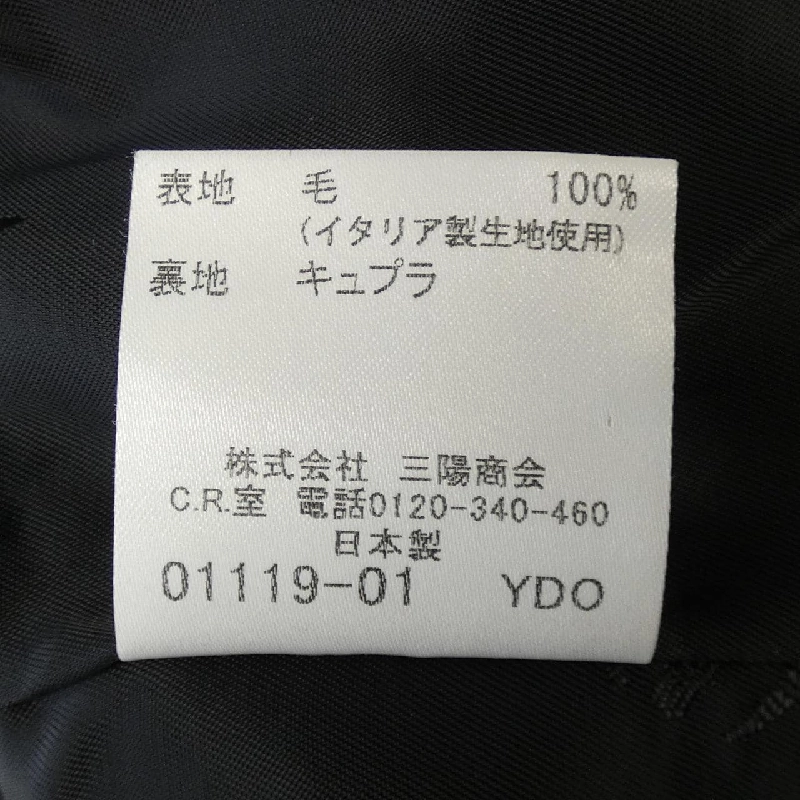 表地 毛 100%
(イタリア製生地使用)
裏地 キュプラ
株式会社 三陽商会
C.R.室 電話0120-340-460
日本製
01119-01 YDO